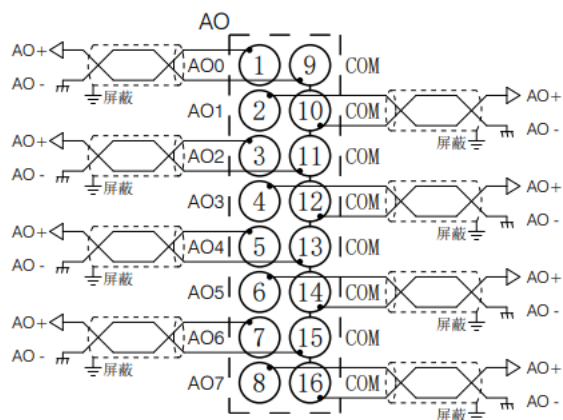 AO
AO+ AO0 1 9 COM
AO - 屏蔽
AO1 2 10 COM AO+
屏蔽 AO -
AO+ AO2 3 11 COM
AO - 屏蔽
AO3 4 12 COM AO+
屏蔽 AO -
AO+ AO4 5 13 COM
AO - 屏蔽
AO5 6 14 COM AO+
屏蔽 AO -
AO+ AO6 7 15 COM
AO - 屏蔽
AO7 8 16 COM AO+
屏蔽 AO -